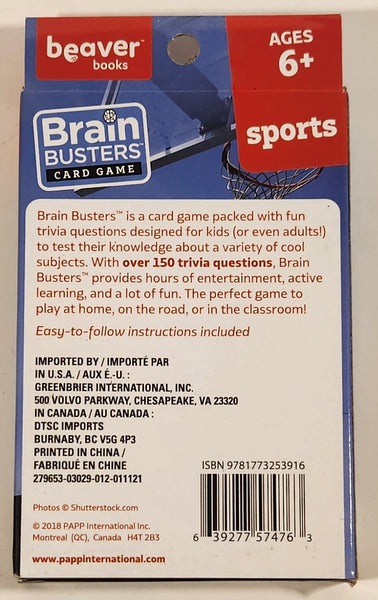 beaver™
books
AGES
6+
sports
Brain
BUSTERS™
CARD GAME
Brain Busters™ is a card game packed with fun
trivia questions designed for kids (or even adults!)
to test their knowledge about a variety of cool
subjects. With over 150 trivia questions, Brain
Busters™ provides hours of entertainment, active
learning, and a lot of fun. The perfect game to
play at home, on the road, or in the classroom!
Easy-to-follow instructions included
IMPORTED BY / IMPORTÉ PAR
IN U.S.A. / AUX É.-U. :
GREENBRIER INTERNATIONAL, INC.
500 VOLVO PARKWAY, CHESAPEAKE, VA 23320
IN CANADA / AU CANADA :
DTSC IMPORTS
BURNABY, BC V5G 4P3
PRINTED IN CHINA /
FABRIQUÉ EN CHINE
279653-03029-012-011121
Photos © Shutterstock.com
© 2018 PAPP International Inc.
Montreal (QC), Canada H4T 2B3
www.pappinternational.com
ISBN 9781773253916
6 39277 57476 3